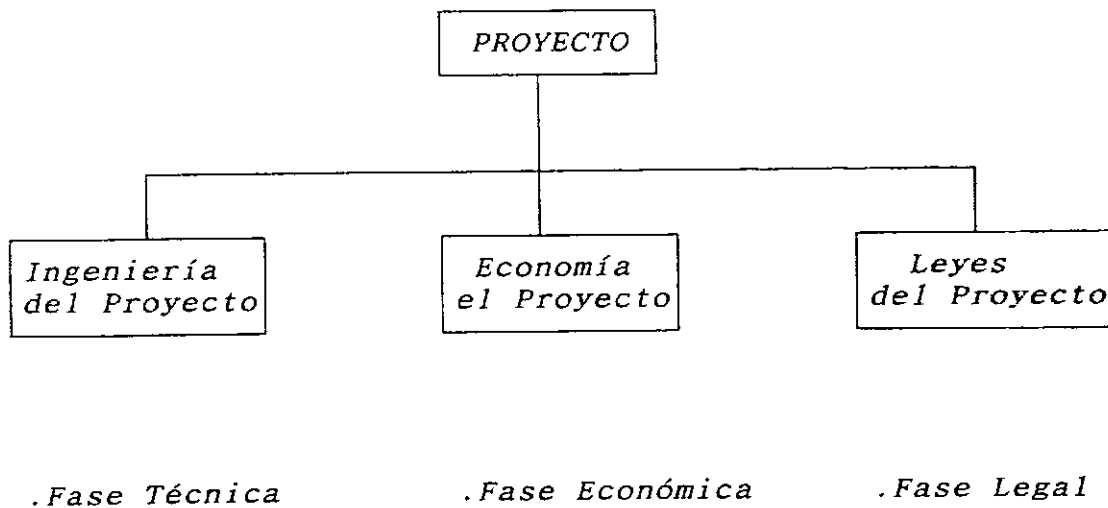 PROYECTO
Ingeniería
del Proyecto
Economía
el Proyecto
Leyes
del Proyecto
.Fase Técnica
.Fase Económica
.Fase Legal